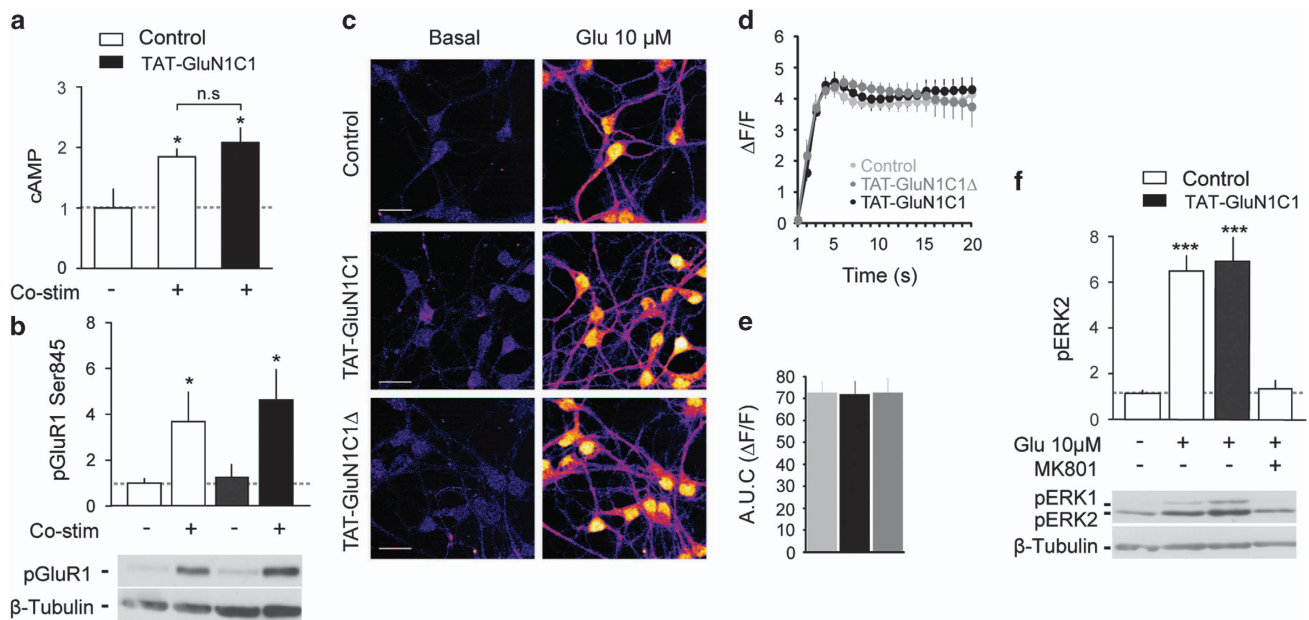 a
Control
TAT-GluN1C1
n.s
* *
cAMP
3
2
1
0
Co-stim - + +
b
pGluR1 Ser845
8
6
4
2
0
* *
Co-stim - + - +
pGluR1 -
β-Tubulin -
c
Basal Glu 10 µM
Control
TAT-GluN1C1
TAT-GluN1C1Δ
d
ΔF/F
6
5
4
3
2
1
0
Control
TAT-GluN1C1Δ
TAT-GluN1C1
1 5 10 15 20
Time (s)
e
A.U.C (ΔF/F)
80
70
60
50
40
30
20
10
0
f
Control
TAT-GluN1C1
*** ***
pERK2
8
6
4
2
0
Glu 10µM - + + +
MK801 - - - +
pERK1 -
pERK2 -
β-Tubulin -